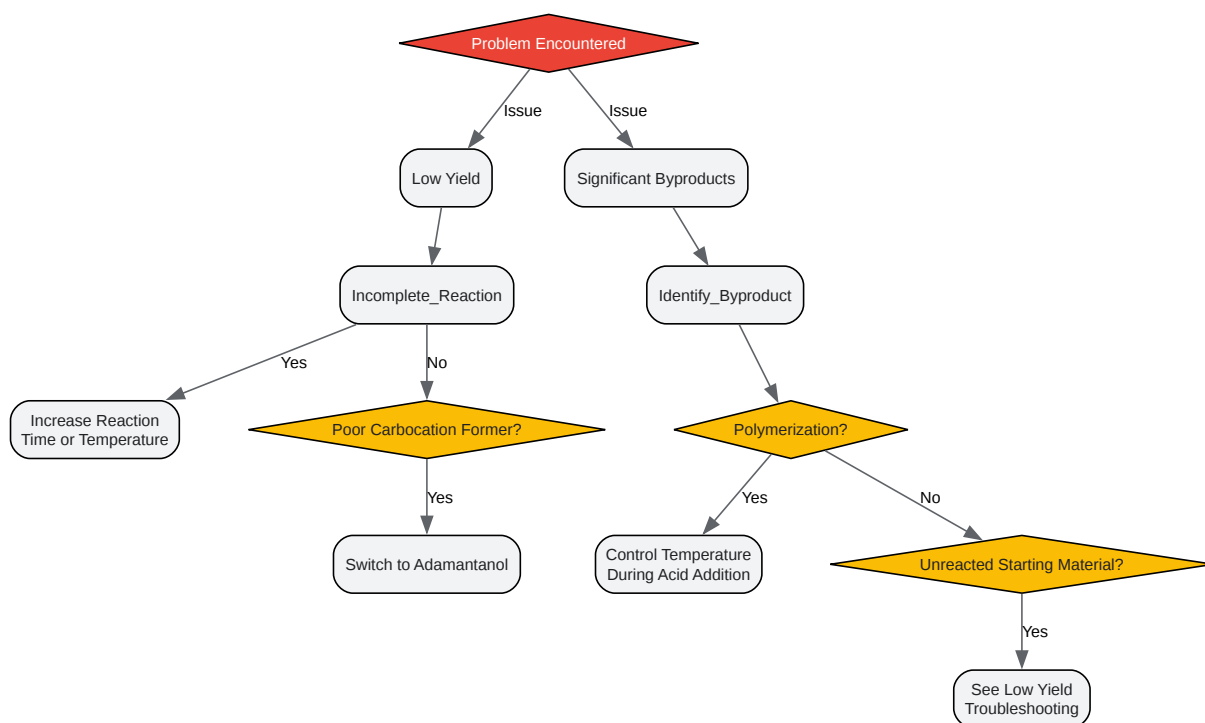 Problem Encountered
Issue
Issue
Low Yield
Significant Byproducts
Incomplete_Reaction
Identify_Byproduct
Yes
No
Increase Reaction
Time or Temperature
Poor Carbocation Former?
Polymerization?
Yes
Yes
No
Switch to Adamantanol
Control Temperature
During Acid Addition
Unreacted Starting Material?
Yes
See Low Yield
Troubleshooting